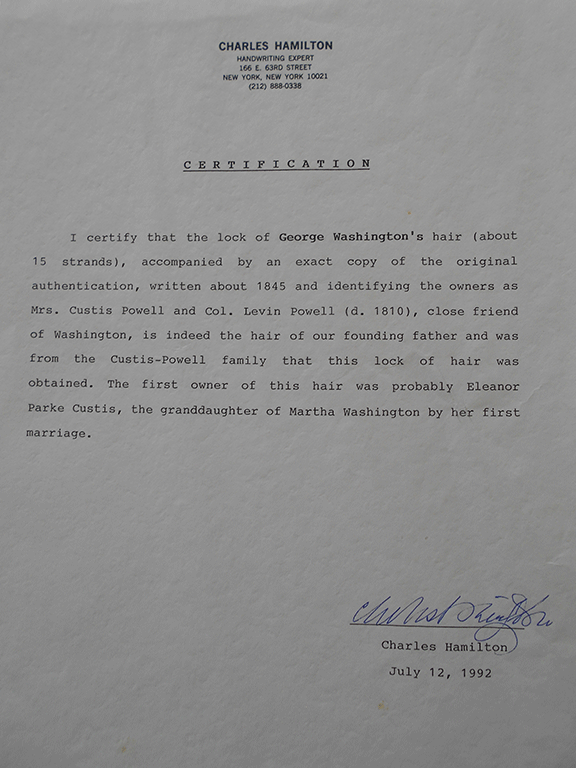 CHARLES HAMILTON
HANDWRITING EXPERT
166 E. 63RD STREET
NEW YORK, NEW YORK 10021
(212) 888-0338
CERTIFICATION
I certify that the lock of George Washington's hair (about
15 strands), accompanied by an exact copy of the original
authentication, written about 1845 and identifying the owners as
Mrs. Custis Powell and Col. Levin Powell (d. 1810), close friend
of Washington, is indeed the hair of our founding father and was
from the Custis-Powell family that this lock of hair was
obtained. The first owner of this hair was probably Eleanor
Parke Custis, the granddaughter of Martha Washington by her first
marriage.
Charles Hamilton
Charles Hamilton
July 12, 1992